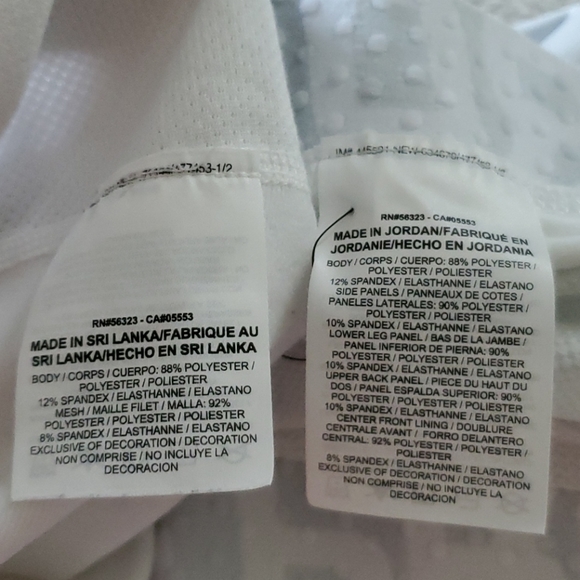 77453-1/2
RN#56323 - CA#05553
MADE IN SRI LANKA/FABRIQUE AU
SRI LANKA/HECHO EN SRI LANKA
BODY / CORPS / CUERPO: 88% POLYESTER /
POLYESTER / POLIESTER
12% SPANDEX / ELASTHANNE / ELASTANO
MESH / MAILLE FILET / MALLA: 92%
POLYESTER / POLYESTER / POLIESTER
8% SPANDEX / ELASTHANNE / ELASTANO
EXCLUSIVE OF DECORATION / DECORATION
NON COMPRISE / NO INCLUYE LA
DECORACION
RN#56323 - CA#05553
MADE IN JORDAN/FABRIQUÉ EN
JORDANIE/HECHO EN JORDANIA
BODY / CORPS / CUERPO: 88% POLYESTER /
POLYESTER / POLIESTER
12% SPANDEX / ELASTHANNE / ELASTANO
SIDE PANELS / PANNEAUX DE COTES /
PANELES LATERALES: 90% POLYESTER /
POLYESTER / POLIESTER
10% SPANDEX / ELASTHANNE / ELASTANO
LOWER LEG PANEL / BAS DE LA JAMBE /
PANEL INFERIOR DE PIERNA: 90%
POLYESTER / POLYESTER / POLIESTER
10% SPANDEX / ELASTHANNE / ELASTANO
UPPER BACK PANEL / PIECE DU HAUT DU
DOS / PANEL ESPALDA SUPERIOR: 90%
POLYESTER / POLYESTER / POLIESTER
10% SPANDEX / ELASTHANNE / ELASTANO
CENTER FRONT LINING / DOUBLURE
CENTRALE AVANT / FORRO DELANTERO
CENTRAL: 92% POLYESTER / POLYESTER /
POLIESTER
8% SPANDEX / ELASTHANNE / ELASTANO
EXCLUSIVE OF DECORATION / DECORATION
NON COMPRISE / NO INCLUYE LA
DECORACION